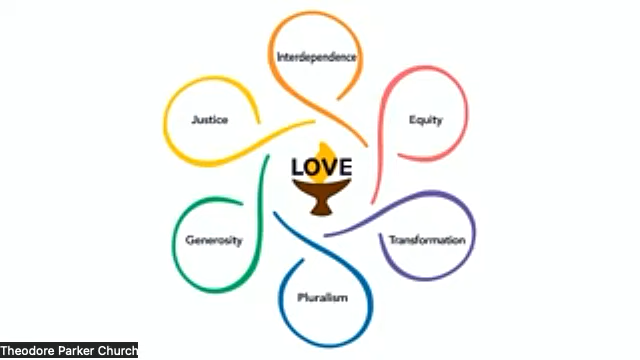 Interdependence
Justice
Equity
LOVE
Generosity
Transformation
Pluralism
Theodore Parker Church